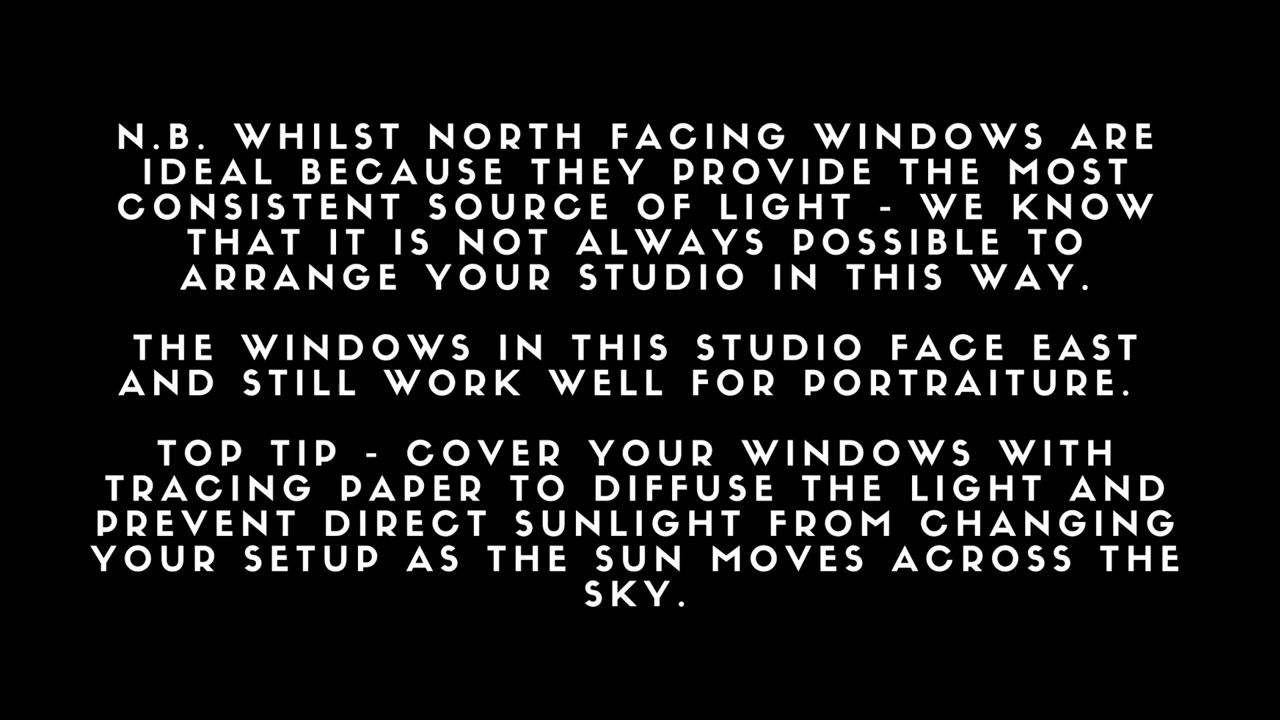 N.B. WHILST NORTH FACING WINDOWS ARE
IDEAL BECAUSE THEY PROVIDE THE MOST
CONSISTENT SOURCE OF LIGHT - WE KNOW
THAT IT IS NOT ALWAYS POSSIBLE TO
ARRANGE YOUR STUDIO IN THIS WAY.
THE WINDOWS IN THIS STUDIO FACE EAST
AND STILL WORK WELL FOR PORTRAITURE.
TOP TIP - COVER YOUR WINDOWS WITH
TRACING PAPER TO DIFFUSE THE LIGHT AND
PREVENT DIRECT SUNLIGHT FROM CHANGING
YOUR SETUP AS THE SUN MOVES ACROSS THE
SKY.